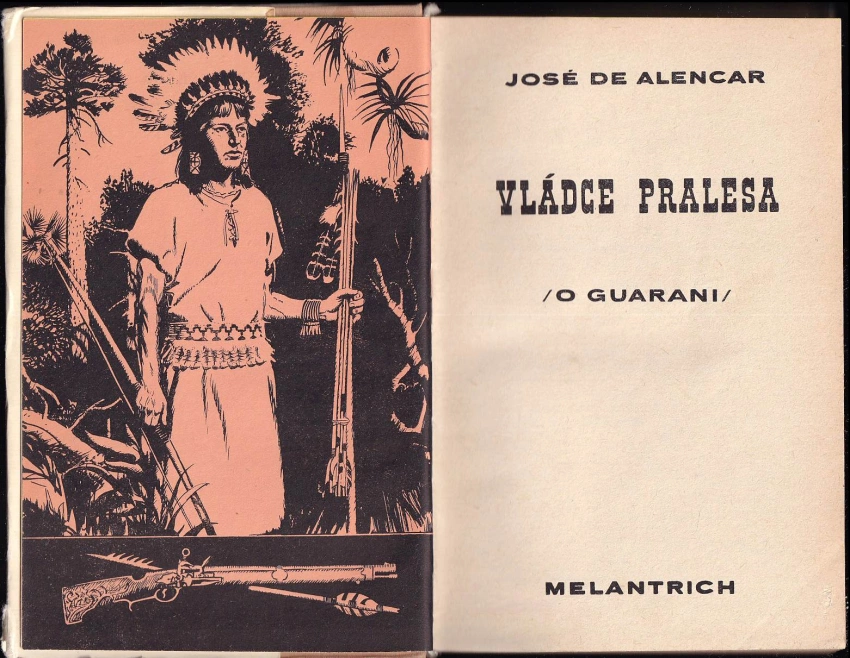 JOSÉ DE ALENCAR
VLÁDCE PRALESA
/O GUARANI/
MELANTRICH